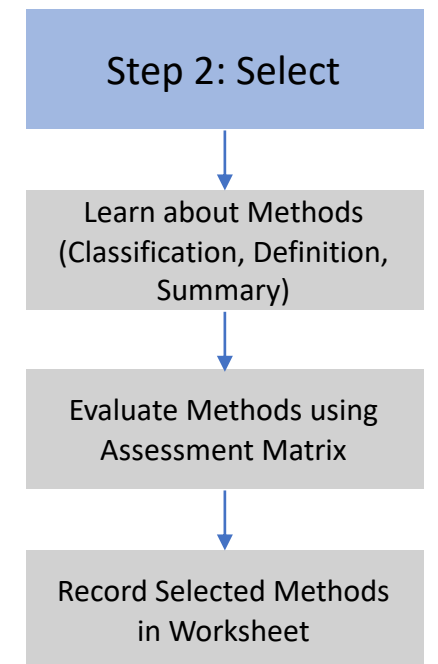 Step 2: Select
Learn about Methods
(Classification, Definition,
Summary)
Evaluate Methods using
Assessment Matrix
Record Selected Methods
in Worksheet